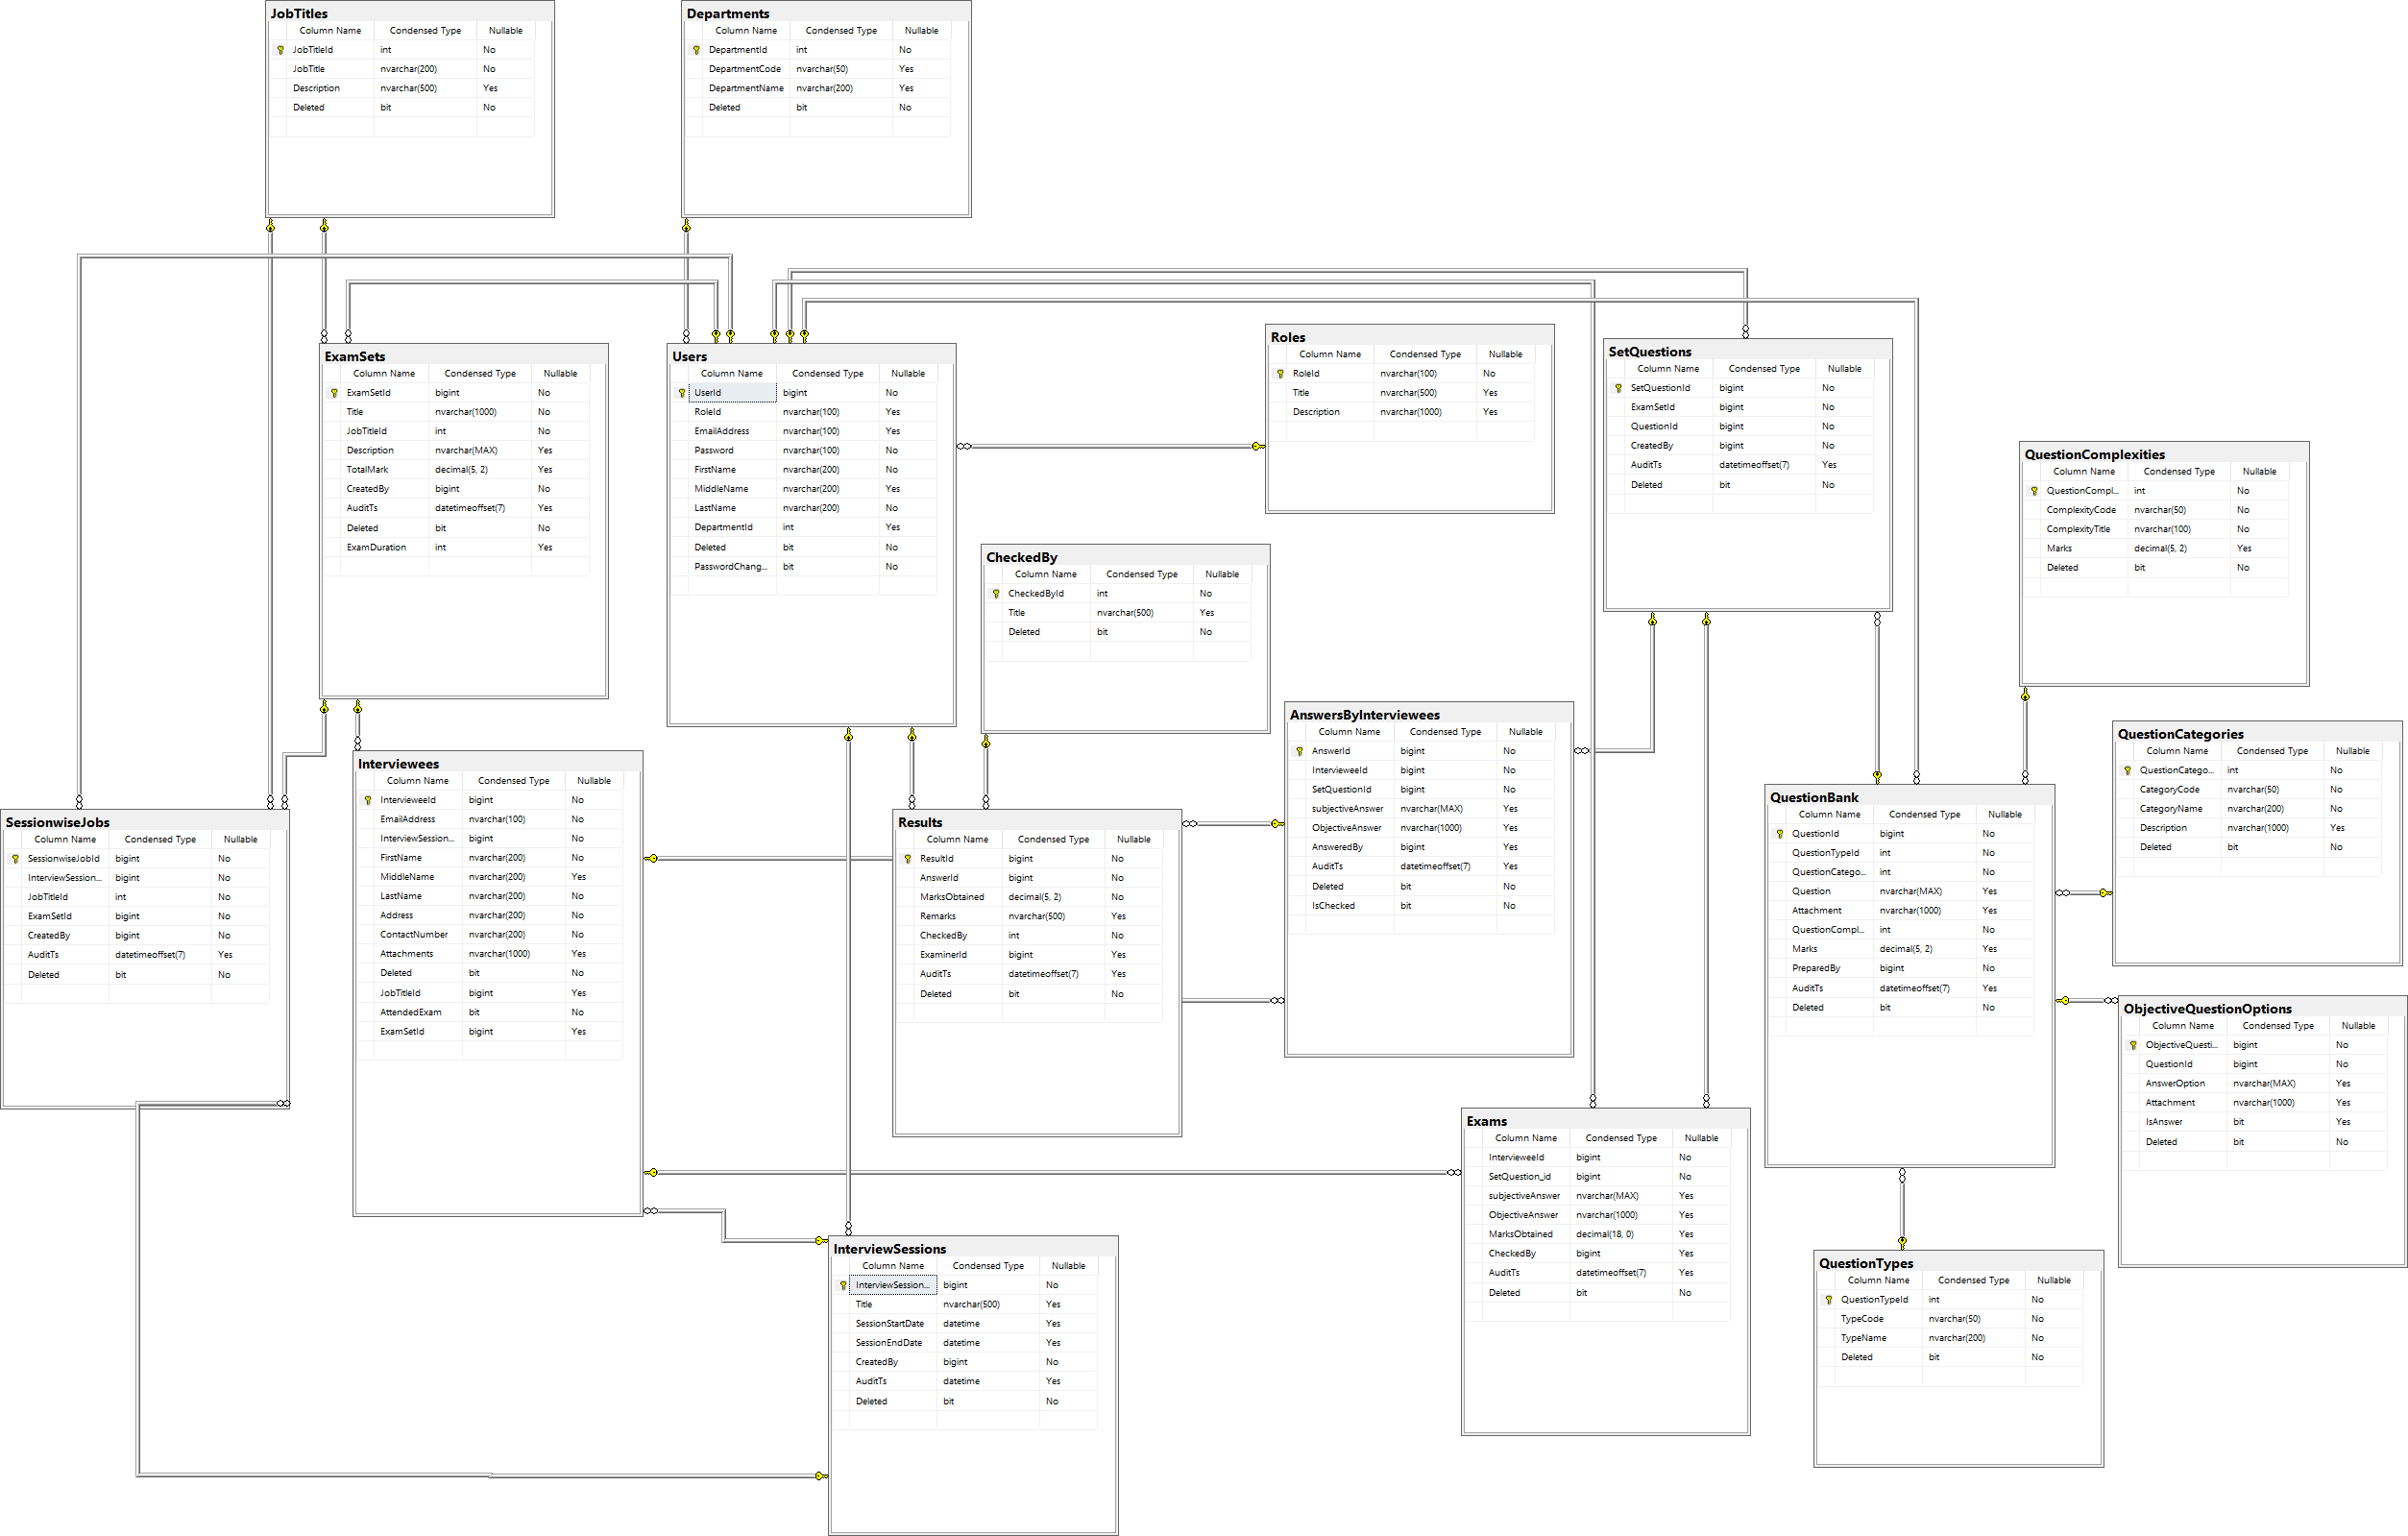 JobTitles
Column Name Condensed Type Nullable
JobTitleId int No
JobTitle nvarchar(200) No
Description nvarchar(500) Yes
Deleted bit No
Departments
Column Name Condensed Type Nullable
DepartmentId int No
DepartmentCode nvarchar(50) Yes
DepartmentName nvarchar(200) Yes
Deleted bit No
ExamSets
Column Name Condensed Type Nullable
ExamSetId bigint No
Title nvarchar(1000) No
JobTitleId int No
Description nvarchar(MAX) Yes
TotalMark decimal(5, 2) Yes
CreatedBy bigint No
AuditTs datetimeoffset(7) Yes
Deleted bit No
ExamDuration int Yes
Users
Column Name Condensed Type Nullable
UserId bigint No
RoleId nvarchar(100) Yes
EmailAddress nvarchar(100) Yes
Password nvarchar(100) No
FirstName nvarchar(200) No
MiddleName nvarchar(200) Yes
LastName nvarchar(200) No
DepartmentId int Yes
Deleted bit No
PasswordChang... bit No
Roles
Column Name Condensed Type Nullable
RoleId nvarchar(100) No
Title nvarchar(500) Yes
Description nvarchar(1000) Yes
SetQuestions
Column Name Condensed Type Nullable
SetQuestionId bigint No
ExamSetId bigint No
QuestionId bigint No
CreatedBy bigint No
AuditTs datetimeoffset(7) Yes
Deleted bit No
QuestionComplexities
Column Name Condensed Type Nullable
QuestionCompl... int No
ComplexityCode nvarchar(50) No
ComplexityTitle nvarchar(100) No
Marks decimal(5, 2) Yes
Deleted bit No
CheckedBy
Column Name Condensed Type Nullable
CheckedById int No
Title nvarchar(500) Yes
Deleted bit No
AnswersByInterviewees
Column Name Condensed Type Nullable
AnswerId bigint No
IntervieweeId bigint No
SetQuestionId bigint No
subjectiveAnswer nvarchar(MAX) Yes
ObjectiveAnswer nvarchar(1000) Yes
AnsweredBy bigint Yes
AuditTs datetimeoffset(7) Yes
Deleted bit No
IsChecked bit No
QuestionCategories
Column Name Condensed Type Nullable
QuestionCatego... int No
CategoryCode nvarchar(50) No
CategoryName nvarchar(200) No
Description nvarchar(1000) Yes
Deleted bit No
Interviewees
Column Name Condensed Type Nullable
IntervieweeId bigint No
EmailAddress nvarchar(100) No
InterviewSession... bigint No
FirstName nvarchar(200) No
MiddleName nvarchar(200) Yes
LastName nvarchar(200) No
Address nvarchar(200) No
ContactNumber nvarchar(200) No
Attachments nvarchar(1000) Yes
Deleted bit No
JobTitleId bigint Yes
AttendedExam bit No
ExamSetId bigint Yes
QuestionBank
Column Name Condensed Type Nullable
QuestionId bigint No
QuestionTypeId int No
QuestionCatego... int No
Question nvarchar(MAX) Yes
Attachment nvarchar(1000) Yes
QuestionCompl... int No
Marks decimal(5, 2) Yes
PreparedBy bigint No
AuditTs datetimeoffset(7) Yes
Deleted bit No
SessionwiseJobs
Column Name Condensed Type Nullable
SessionwiseJobId bigint No
InterviewSession... bigint No
JobTitleId int No
ExamSetId bigint No
CreatedBy bigint No
AuditTs datetimeoffset(7) Yes
Deleted bit No
Results
Column Name Condensed Type Nullable
ResultId bigint No
AnswerId bigint No
MarksObtained decimal(5, 2) No
Remarks nvarchar(500) Yes
CheckedBy int No
ExaminerId bigint Yes
AuditTs datetimeoffset(7) Yes
Deleted bit No
ObjectiveQuestionOptions
Column Name Condensed Type Nullable
ObjectiveQuesti... bigint No
QuestionId bigint No
AnswerOption nvarchar(MAX) Yes
Attachment nvarchar(1000) Yes
IsAnswer bit Yes
Deleted bit No
Exams
Column Name Condensed Type Nullable
IntervieweeId bigint No
SetQuestion_id bigint No
subjectiveAnswer nvarchar(MAX) Yes
ObjectiveAnswer nvarchar(1000) Yes
MarksObtained decimal(18, 0) Yes
CheckedBy bigint Yes
AuditTs datetimeoffset(7) Yes
Deleted bit No
InterviewSessions
Column Name Condensed Type Nullable
InterviewSession... bigint No
Title nvarchar(500) Yes
SessionStartDate datetime Yes
SessionEndDate datetime Yes
CreatedBy bigint No
AuditTs datetime Yes
Deleted bit No
QuestionTypes
Column Name Condensed Type Nullable
QuestionTypeId int No
TypeCode nvarchar(50) No
TypeName nvarchar(200) No
Deleted bit No